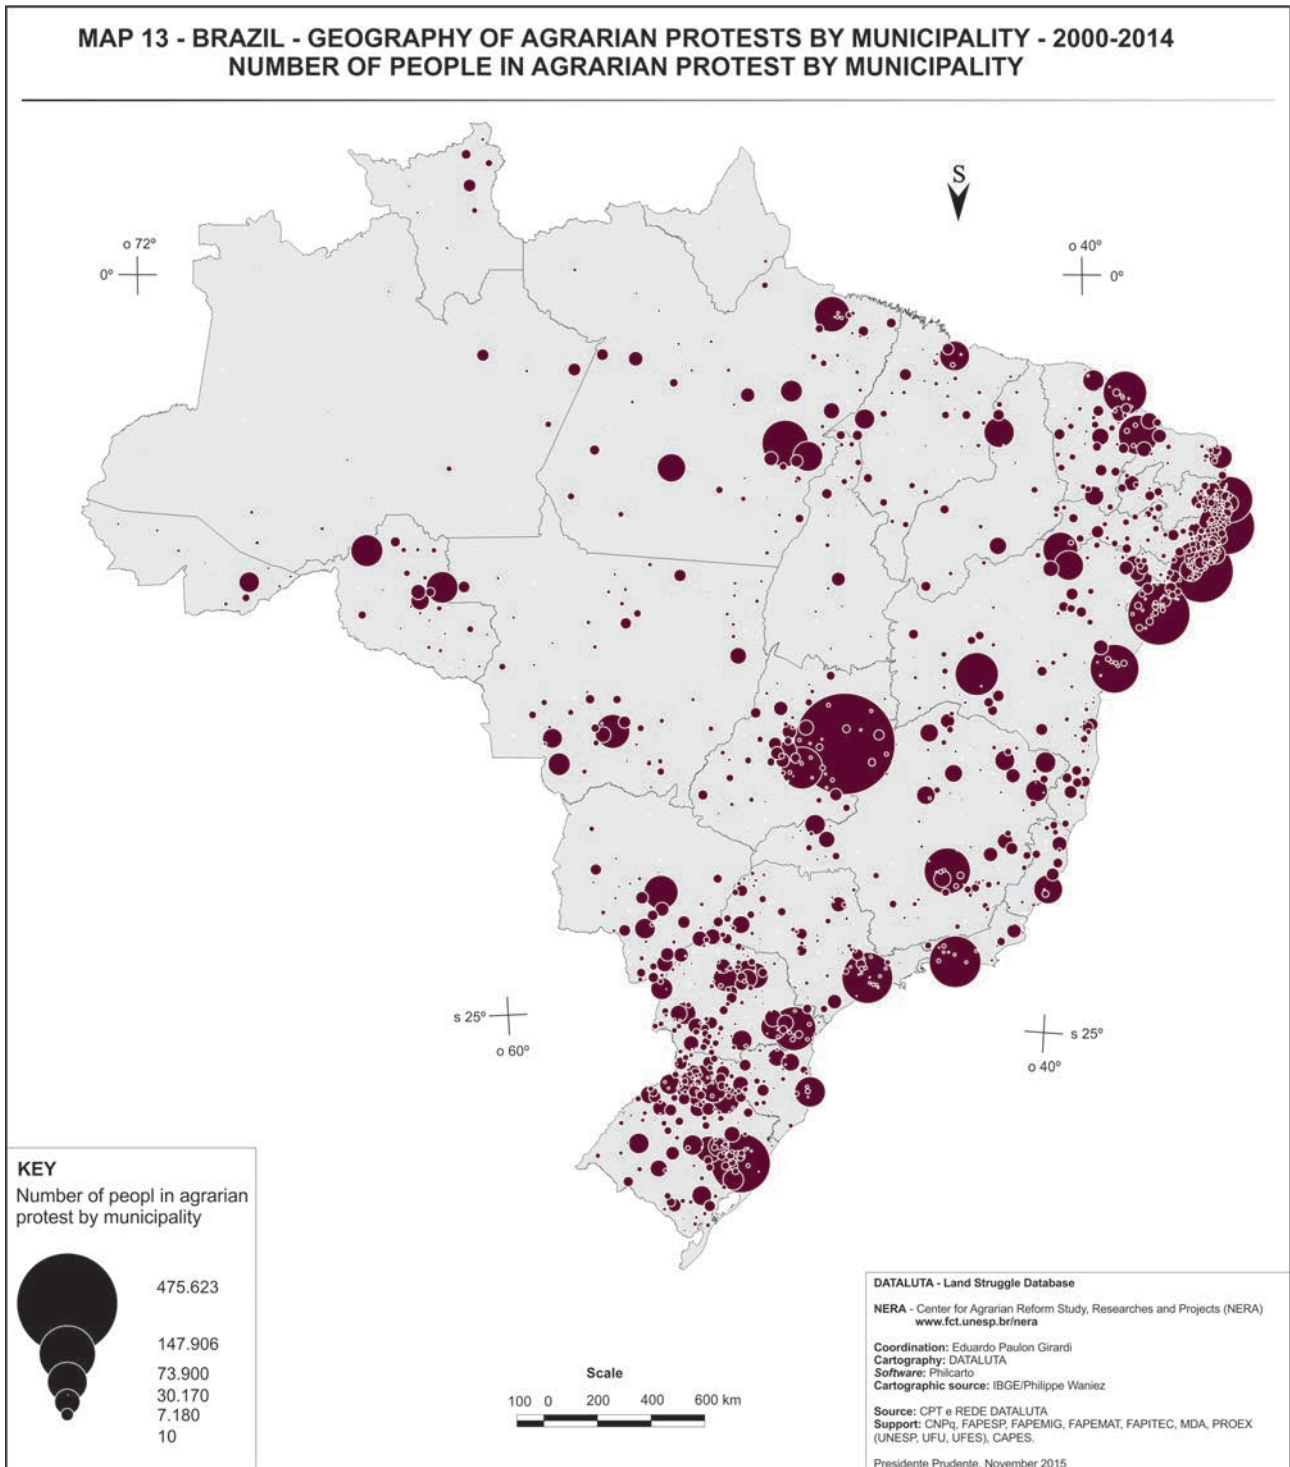 MAP 13 - BRAZIL - GEOGRAPHY OF AGRARIAN PROTESTS BY MUNICIPALITY - 2000-2014
NUMBER OF PEOPLE IN AGRARIAN PROTEST BY MUNICIPALITY
S
o 72º
0º
o 40º
0º
s 25º
o 60º
s 25º
o 40º
KEY
Number of peopl in agrarian
protest by municipality
475.623
147.906
73.900
30.170
7.180
10
Scale
100 0 200 400 600 km
DATALUTA - Land Struggle Database
NERA - Center for Agrarian Reform Study, Researches and Projects (NERA)
www.fct.unesp.br/nera
Coordination: Eduardo Paulon Girardi
Cartography: DATALUTA
Software: Philcarto
Cartographic source: IBGE/Philippe Waniez
Source: CPT e REDE DATALUTA
Support: CNPq, FAPESP, FAPEMIG, FAPEMAT, FAPITEC, MDA, PROEX
(UNESP, UFU, UFES), CAPES.
Presidente Prudente, November 2015